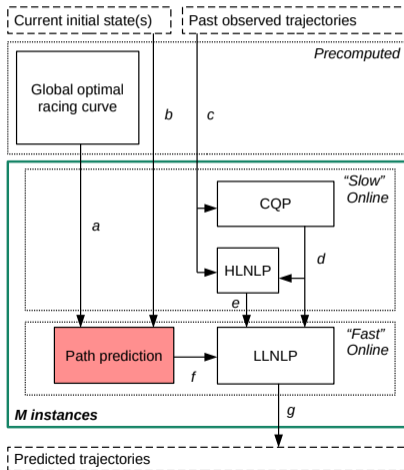 Current initial state(s)
Past observed trajectories
Precomputed
Global optimal
racing curve
b
c
a
“Slow”
Online
CQP
d
HLNLP
e
“Fast”
Online
Path prediction
LLNLP
f
g
M instances
Predicted trajectories